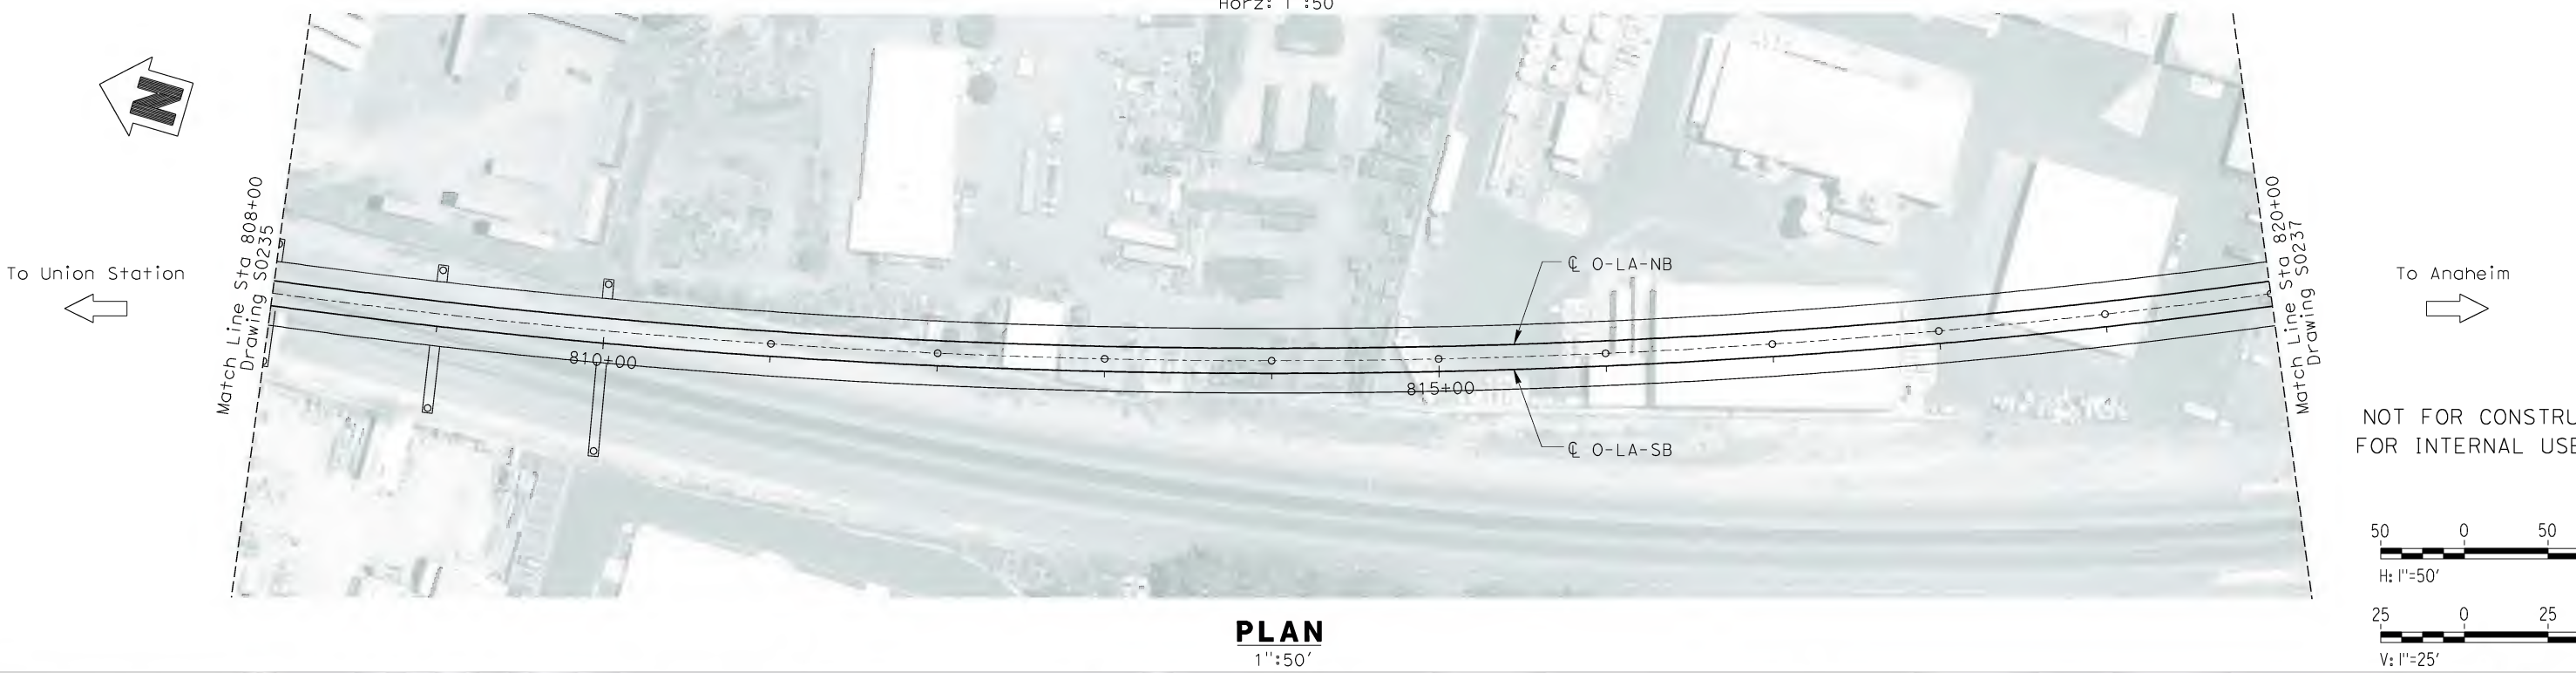 Horz: 1":50'
N
Match Line Sta 808+00
Drawing S0235
To Union Station
℄ O-LA-NB
810+00
815+00
℄ O-LA-SB
Match Line Sta 820+00
Drawing S0237
To Anaheim
NOT FOR CONSTRU
FOR INTERNAL USE
50 0 50
H: 1"=50'
25 0 25
V: 1"=25'
PLAN
1":50'